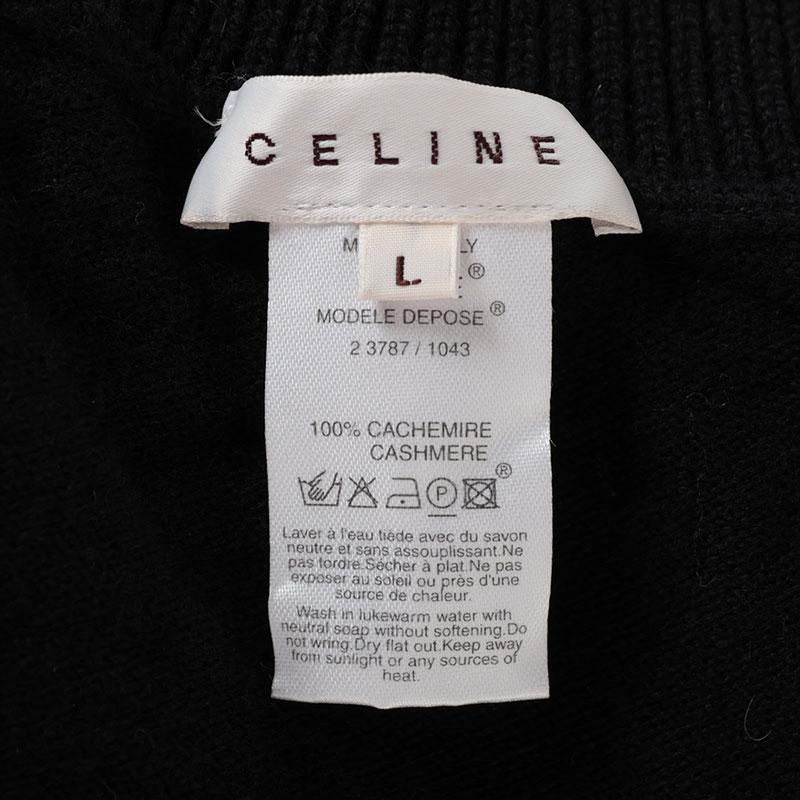 CELINE
L
M LY
E®
MODELE DEPOSE ®
2 3787 / 1043
100% CACHEMIRE
CASHMERE
®
P
Laver à l'eau tiède avec du savon
neutre et sans assouplissant.Ne
pas tordre.Sécher à plat.Ne pas
exposer au soleil ou près d'une
source de chaleur.
Wash in lukewarm water with
neutral soap without softening.Do
not wring.Dry flat out.Keep away
from sunlight or any sources of
heat.